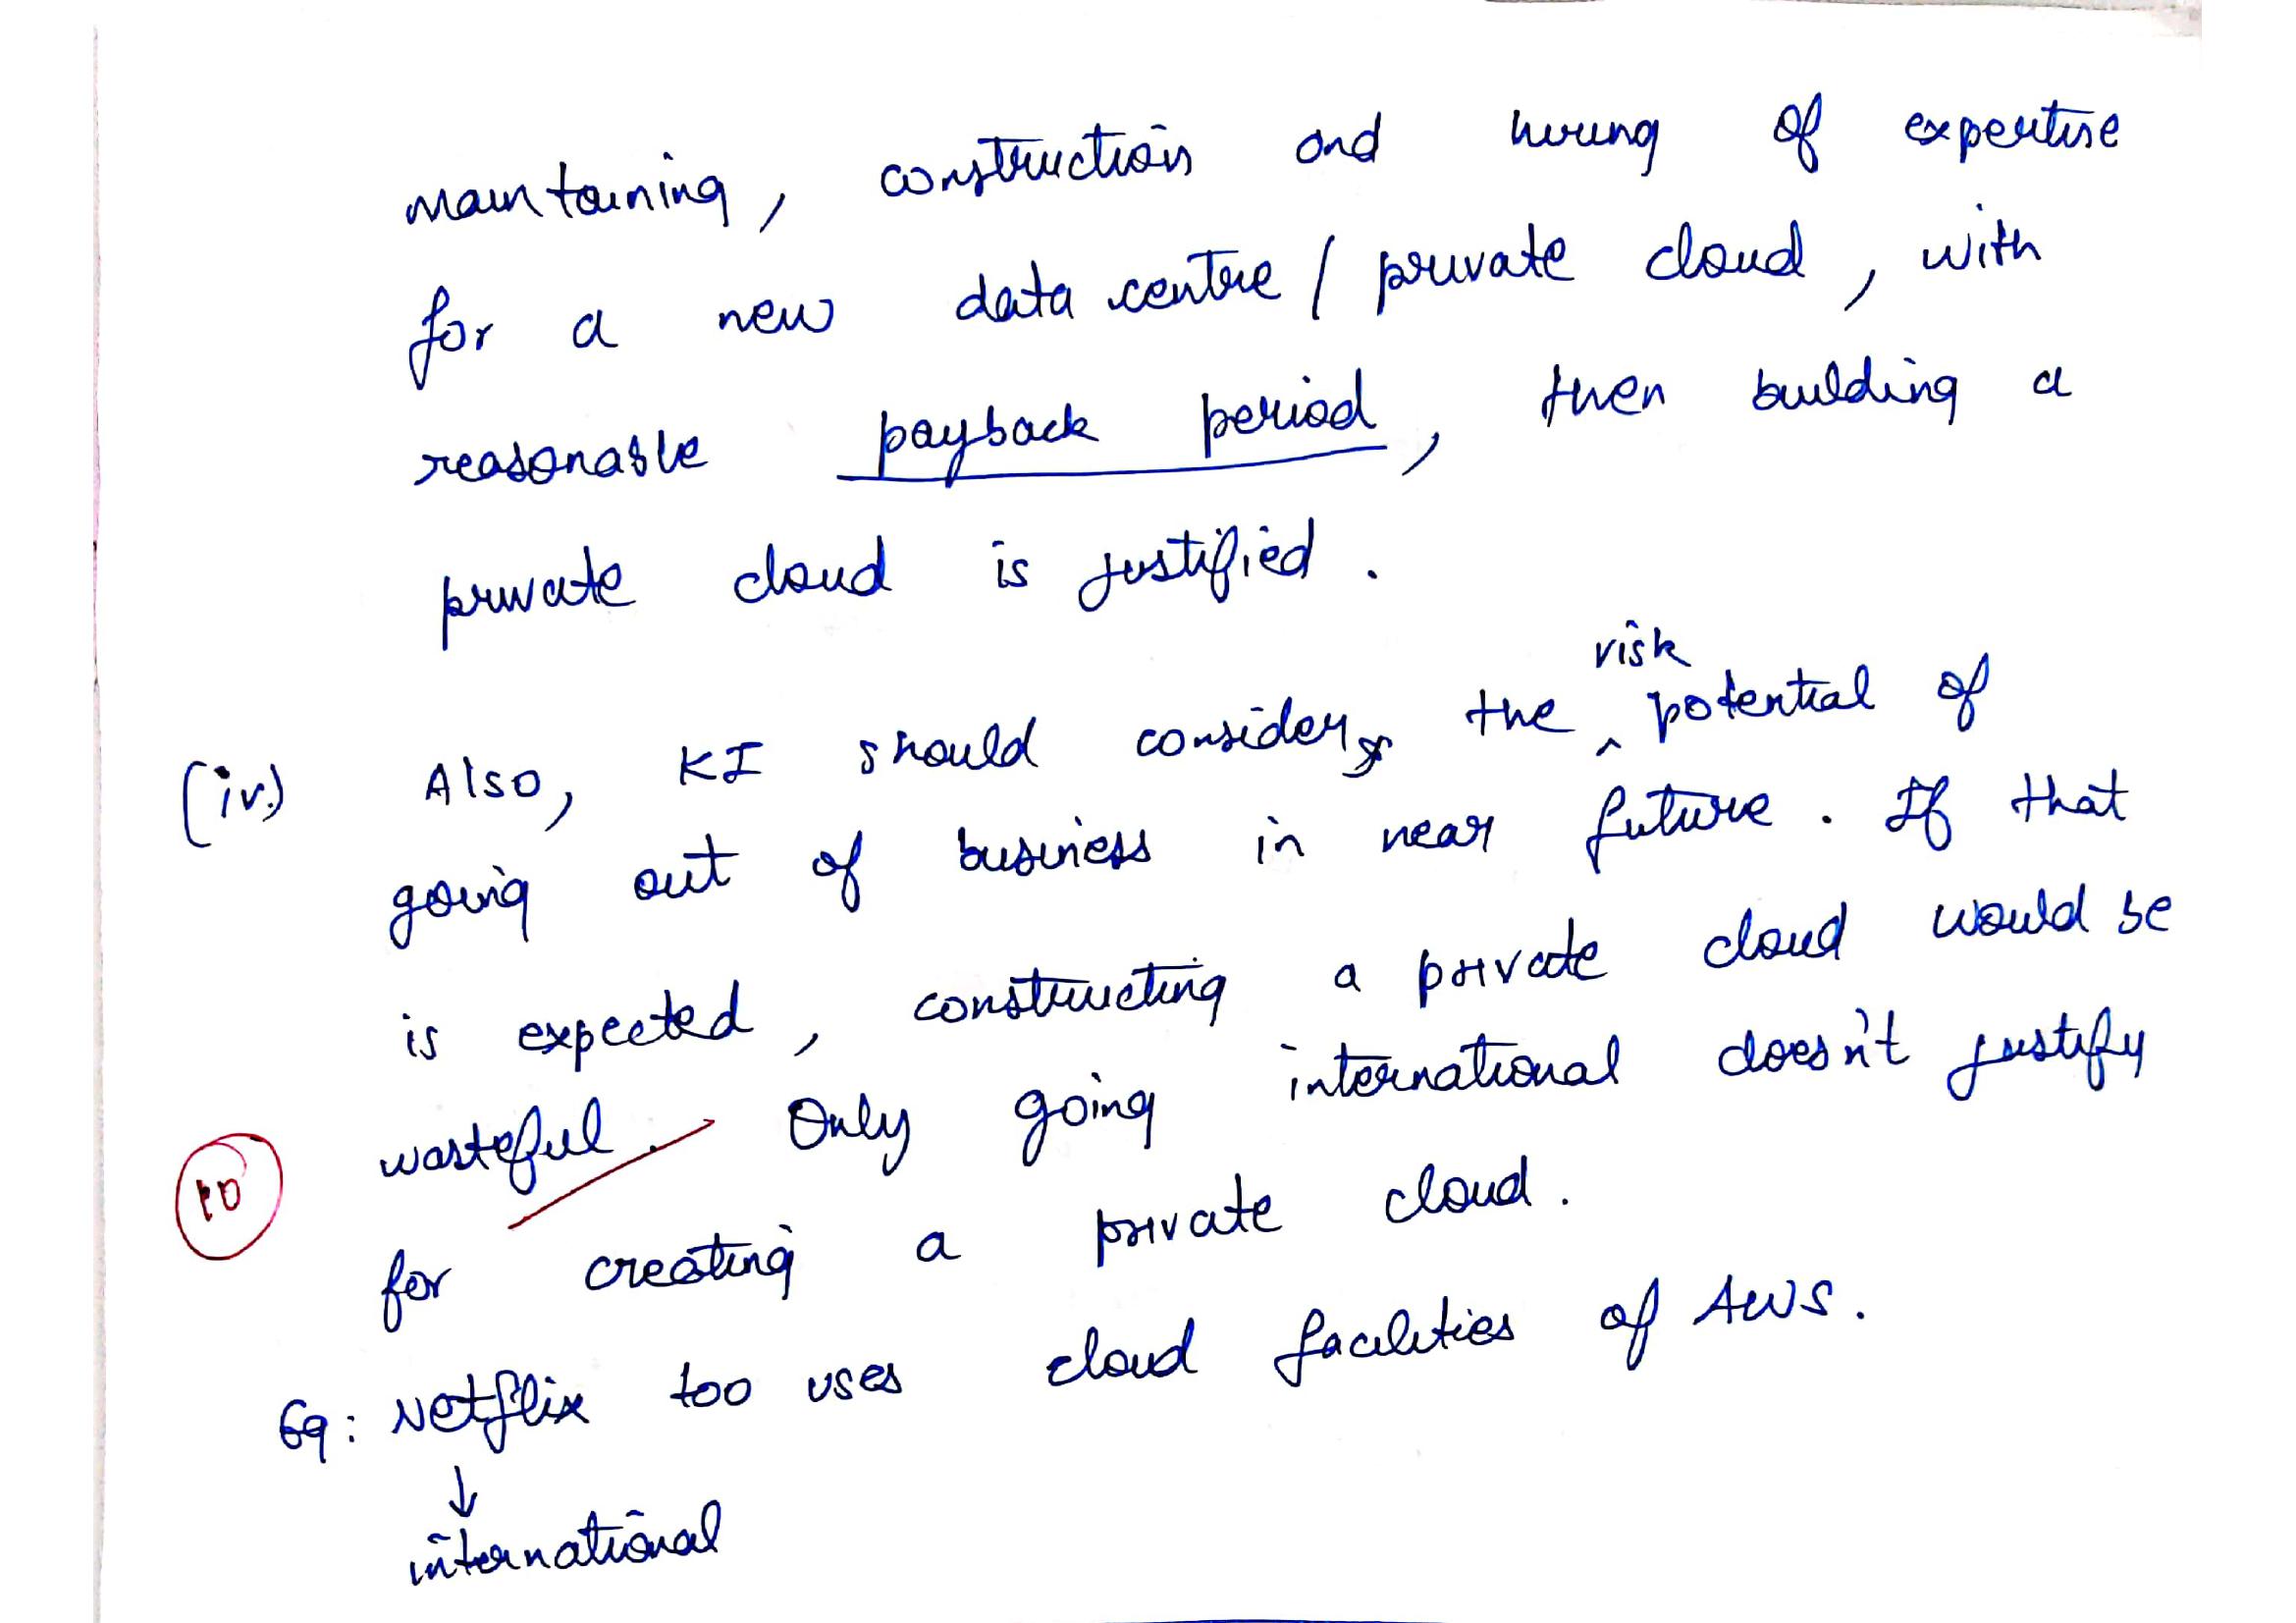 maintaining, construction and hiring of expertise
for a new data centre / private cloud, with
reasonable payback period, then building a
private cloud is justified.
(iv) Also, KI should consider the risk potential of
going out of business in near future. If that
is expected, constructing a private cloud would be
wasteful. Only going international doesn't justify
10
for creating a private cloud.
Eg: Netflix too uses cloud facilities of AWS.
↓
international